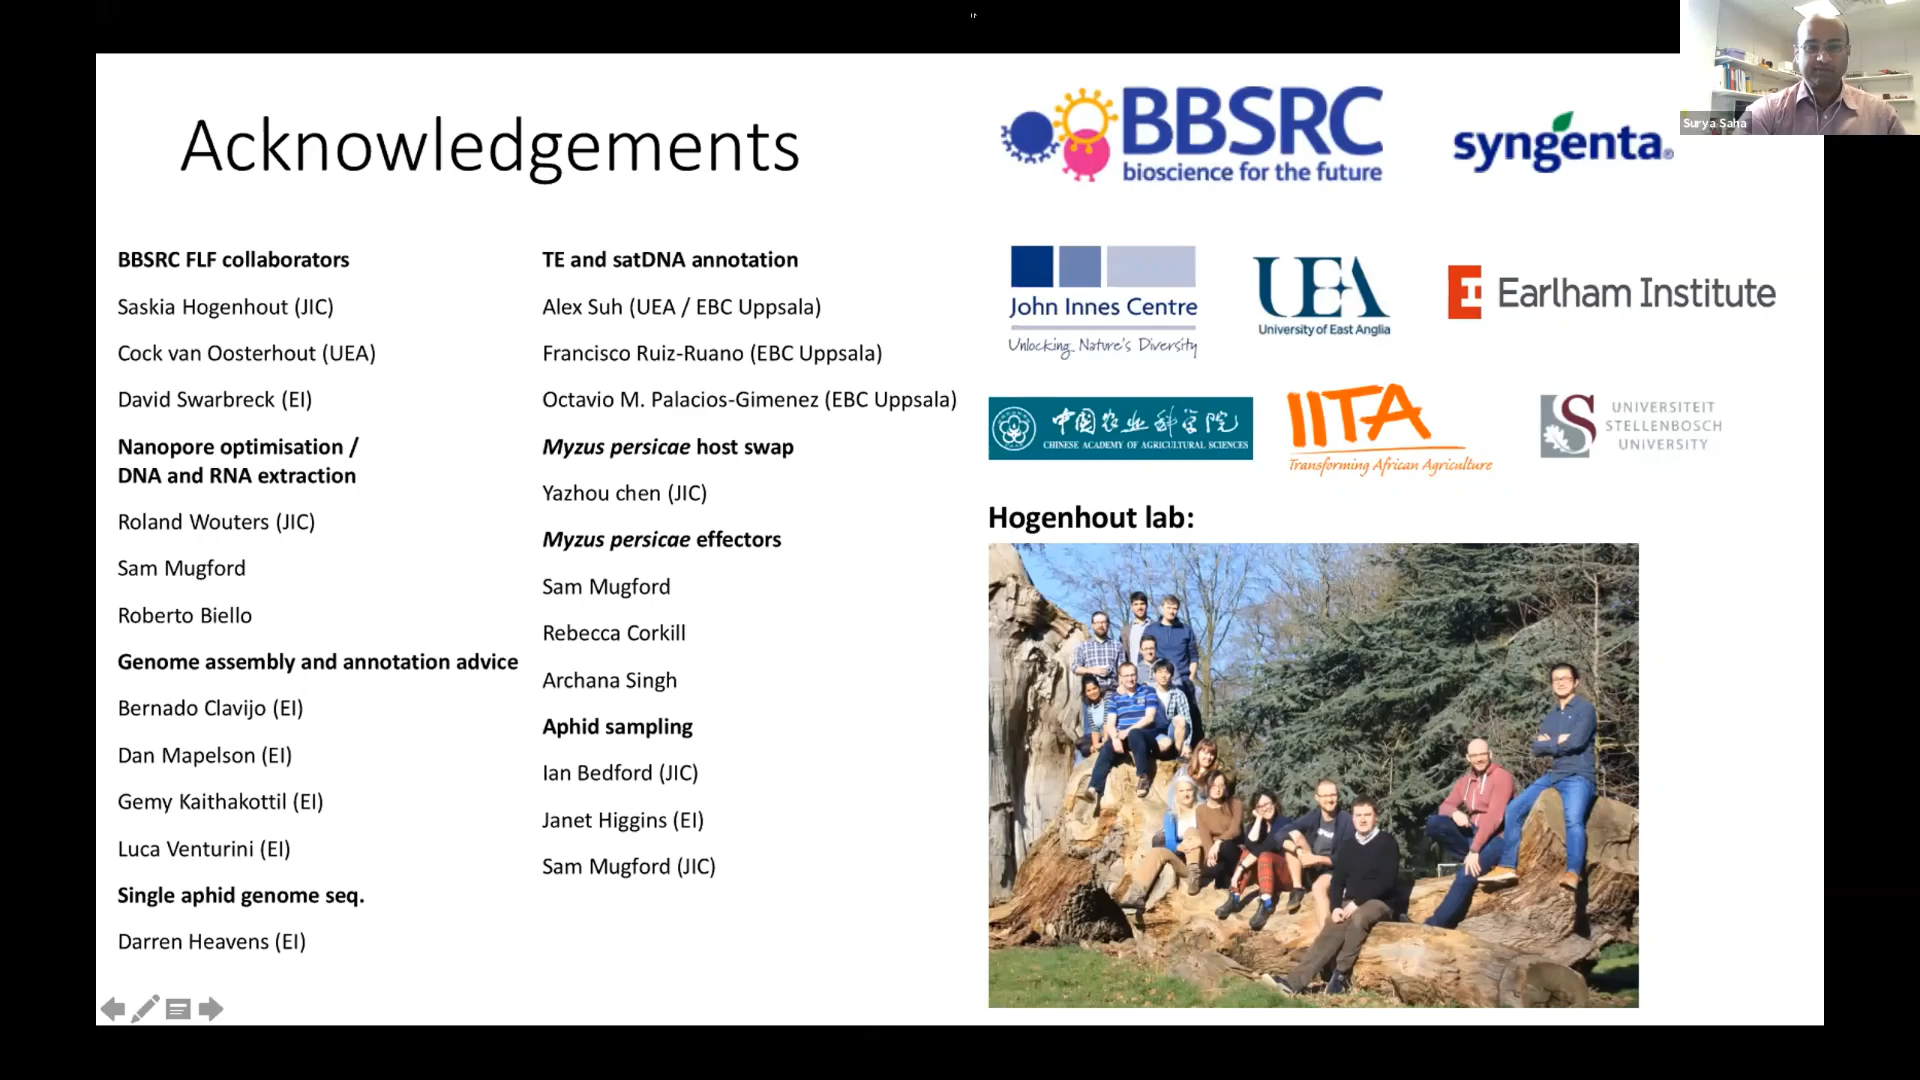 Acknowledgements
BBSRC FLF collaborators
Saskia Hogenhout (JIC)
Cock van Oosterhout (UEA)
David Swarbreck (EI)
Nanopore optimisation /
DNA and RNA extraction
Roland Wouters (JIC)
Sam Mugford
Roberto Biello
Genome assembly and annotation advice
Bernado Clavijo (EI)
Dan Mapelson (EI)
Gemy Kaithakottil (EI)
Luca Venturini (EI)
Single aphid genome seq.
Darren Heavens (EI)
TE and satDNA annotation
Alex Suh (UEA / EBC Uppsala)
Francisco Ruiz-Ruano (EBC Uppsala)
Octavio M. Palacios-Gimenez (EBC Uppsala)
Myzus persicae host swap
Yazhou chen (JIC)
Myzus persicae effectors
Sam Mugford
Rebecca Corkill
Archana Singh
Aphid sampling
Ian Bedford (JIC)
Janet Higgins (EI)
Sam Mugford (JIC)
BBSRC
bioscience for the future
syngenta®
John Innes Centre
Unlocking Nature's Diversity
UEA
University of East Anglia
Earlham Institute
中国农业科学院
CHINESE ACADEMY OF AGRICULTURAL SCIENCES
IITA
Transforming African Agriculture
UNIVERSITEIT
STELLENBOSCH
UNIVERSITY
Hogenhout lab:
Surya Saha